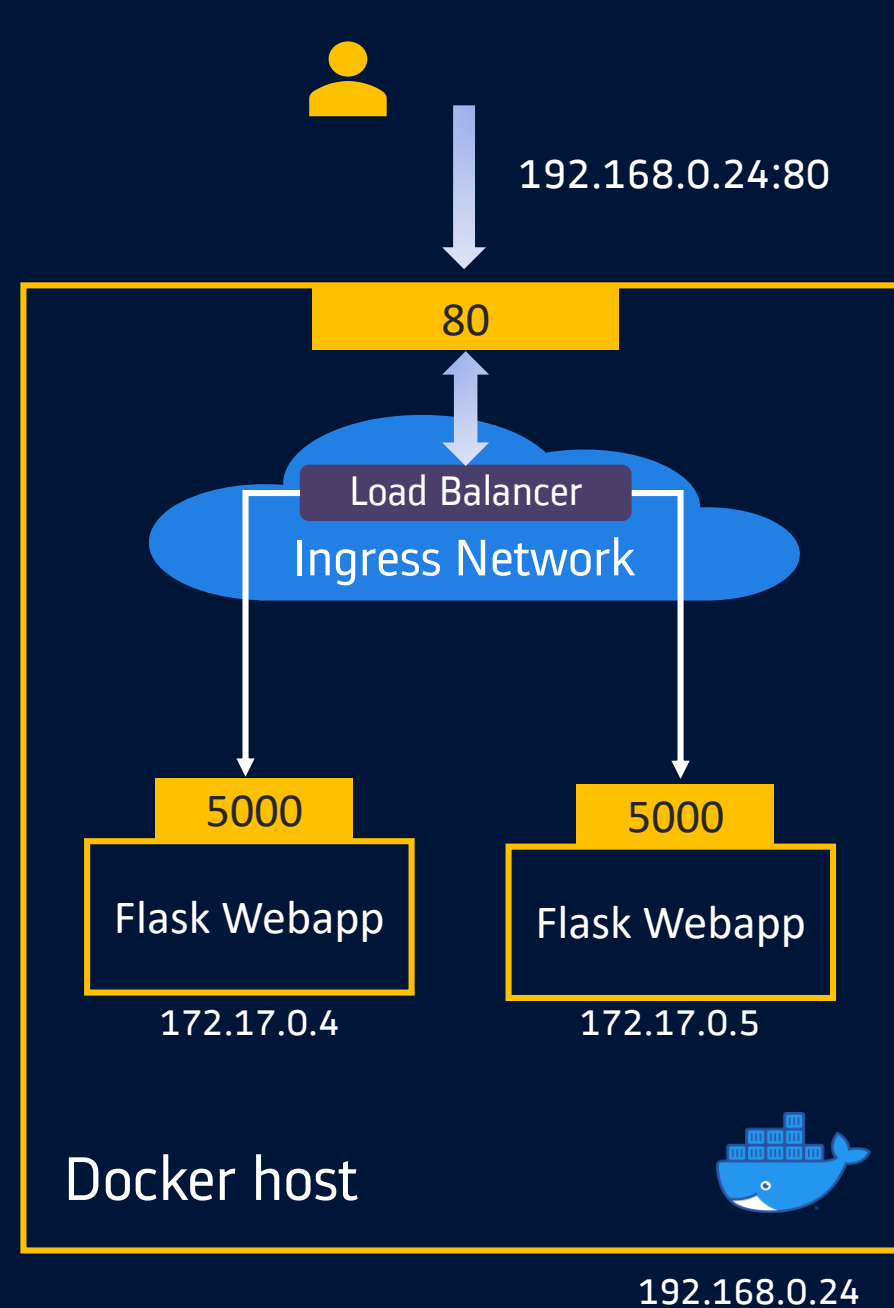 192.168.0.24:80
80
Load Balancer
Ingress Network
5000
5000
Flask Webapp
Flask Webapp
172.17.0.4
172.17.0.5
Docker host
192.168.0.24